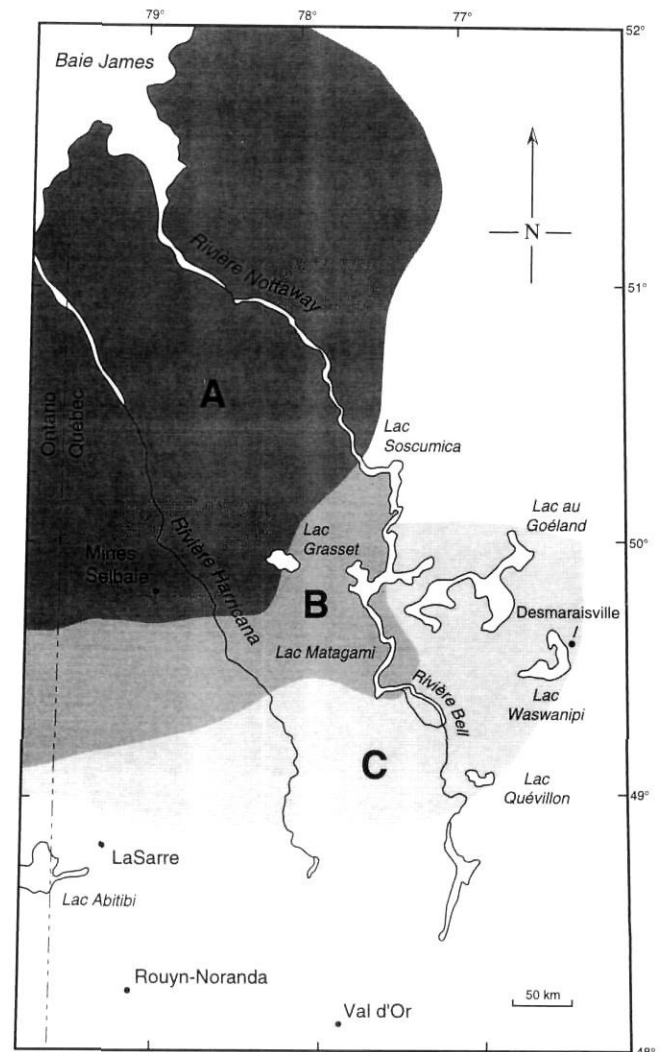 79°
78°
77°
52°
Baie James
N
Rivière Nottaway
51°
A
Ontario
Québec
Lac
Soscumica
Lac au
Goéland
Rivière Harricana
Lac
Grasset
50°
Mines
Selbaie
B
Desmaraisville
Lac Matagami
Rivière Bell
Lac
Waswanipi
C
Lac
Quévillon
49°
LaSarre
Lac Abitibi
Rouyn-Noranda
50 km
Val d'Or
48°